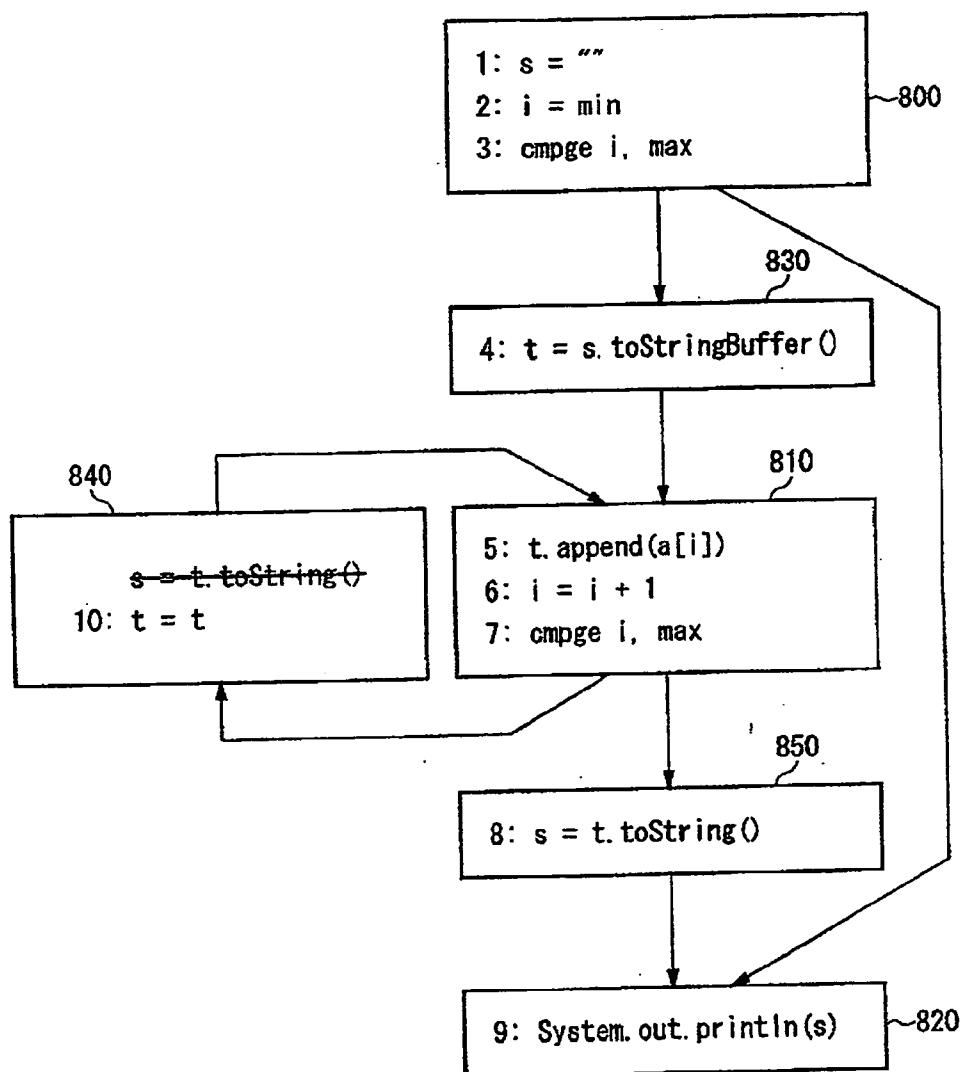 1: s = ""
2: i = min
3: cmpge i, max
800
830
4: t = s.toStringBuffer()
840
s = t.toString()
10: t = t
810
5: t.append(a[i])
6: i = i + 1
7: cmpge i, max
850
8: s = t.toString()
9: System.out.println(s)
820